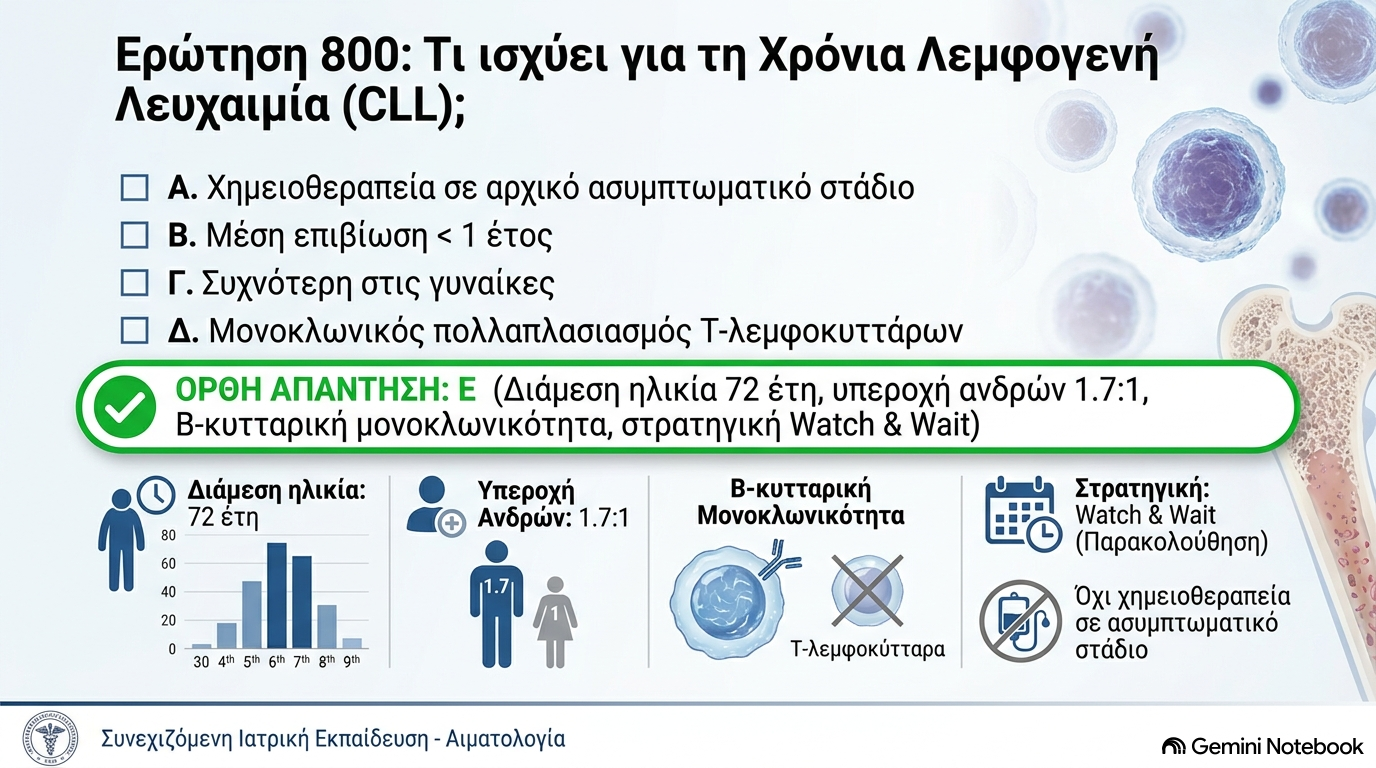 Ερώτηση 800: Τι ισχύει για τη Χρόνια Λεμφογενή
Λευχαιμία (CLL);
Α. Χημειοθεραπεία σε αρχικό ασυμπτωματικό στάδιο
Β. Μέση επιβίωση < 1 έτος
Γ. Συχνότερη στις γυναίκες
Δ. Μονοκλωνικός πολλαπλασιασμός Τ-λεμφοκυττάρων
ΟΡΘΗ ΑΠΑΝΤΗΣΗ: Ε (Διάμεση ηλικία 72 έτη, υπεροχή ανδρών 1.7:1,
Β-κυτταρική μονοκλωνικότητα, στρατηγική Watch & Wait)
Διάμεση ηλικία:
72 έτη
80
60
40
20
0
30 4th 5th 6th 7th 8th 9th
Υπεροχή
Ανδρών: 1.7:1
1.7
1
Β-κυτταρική
Μονοκλωνικότητα
Τ-λεμφοκύτταρα
Στρατηγική:
Watch & Wait
(Παρακολούθηση)
Όχι χημειοθεραπεία
σε ασυμπτωματικό
στάδιο
Συνεχιζόμενη Ιατρική Εκπαίδευση - Αιματολογία
Gemini Notebook